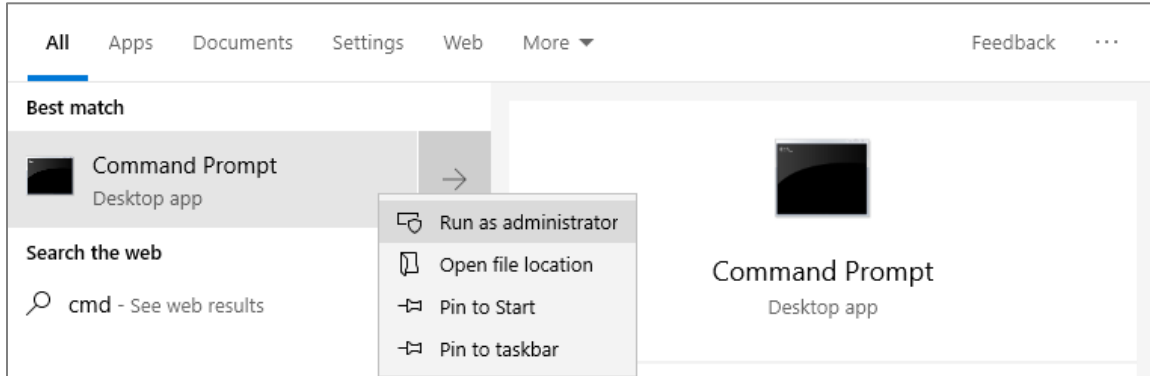 All Apps Documents Settings Web More Feedback ...
Best match
Command Prompt
Desktop app
Search the web
cmd - See web results
Run as administrator
Open file location
Pin to Start
Pin to taskbar
Command Prompt
Desktop app